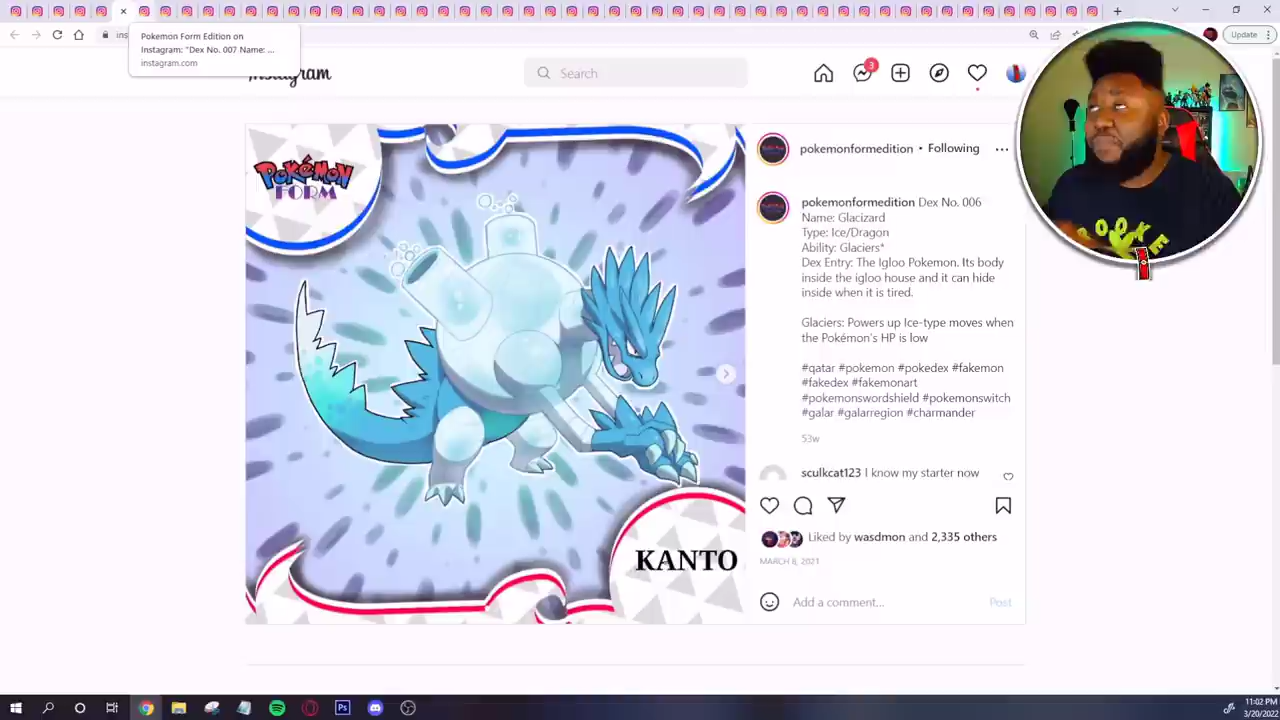 Update
insta
Pokemon Form Edition on
Instagram: "Dex No. 007 Name: ...
instagram.com
Instagram
Search
3
POKéMON
FORM
pokemonformedition • Following
pokemonformedition Dex No. 006
Name: Glacizard
Type: Ice/Dragon
Ability: Glaciers*
Dex Entry: The Igloo Pokemon. Its body
inside the igloo house and it can hide
inside when it is tired.
Glaciers: Powers up Ice-type moves when
the Pokémon's HP is low
#qatar #pokemon #pokedex #fakemon
#fakedex #fakemonart
#pokemonswordshield #pokemonswitch
#galar #galarregion #charmander
53w
sculkcat123 I know my starter now
Liked by wasdmon and 2,335 others
MARCH 8, 2021
Add a comment...
Post
KANTO
Ps
11:02 PM
3/20/2022